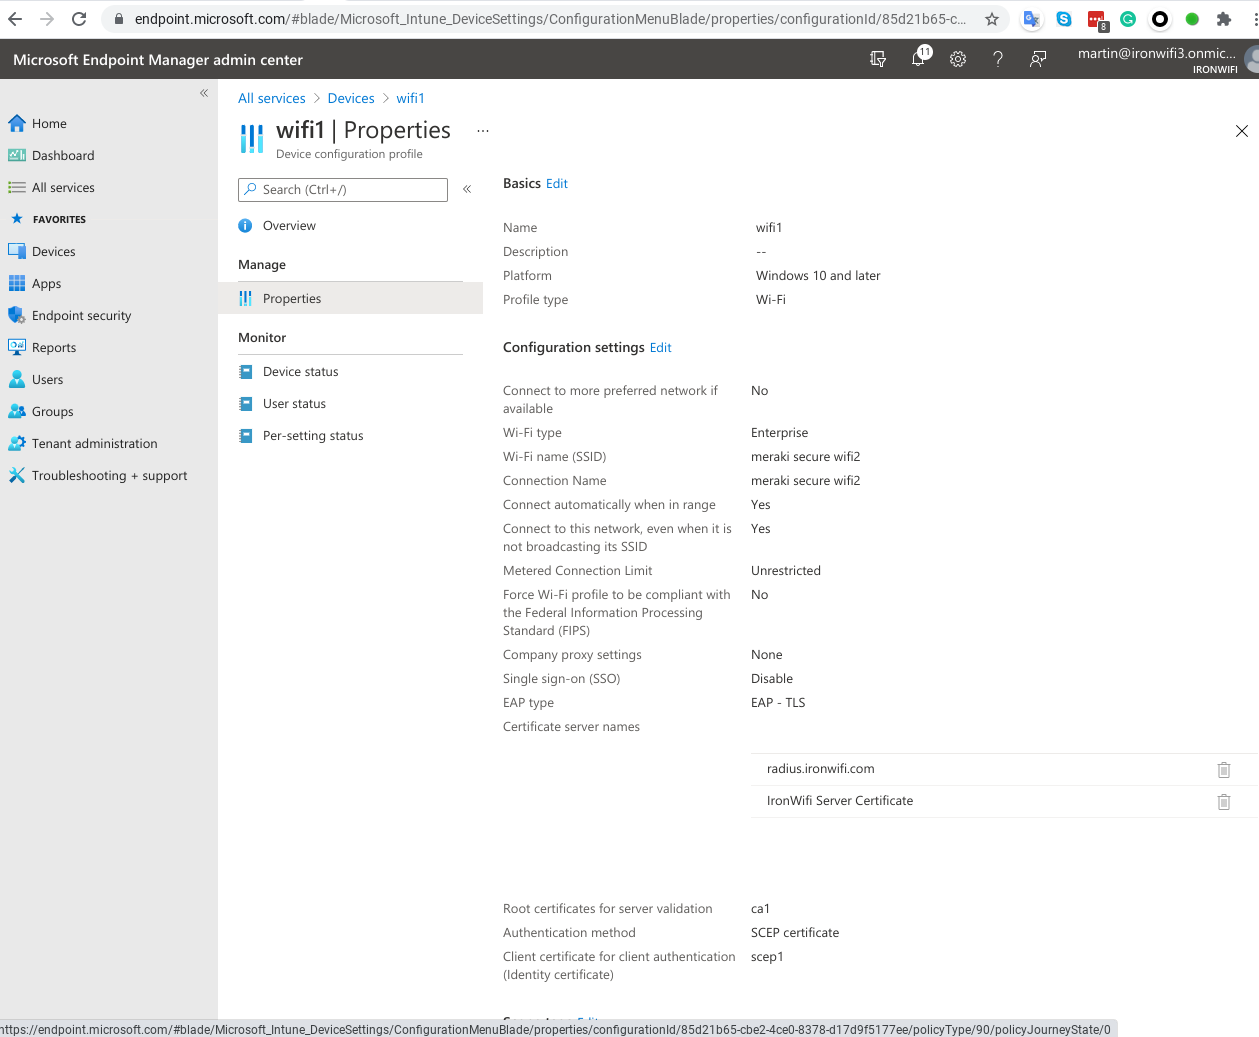 endpoint.microsoft.com/#blade/Microsoft_Intune_DeviceSettings/ConfigurationMenuBlade/properties/configurationId/85d21b65-c...
8
Microsoft Endpoint Manager admin center
11
martin@ironwifi3.onmic...
IRONWIFI
«
Home
Dashboard
All services
FAVORITES
Devices
Apps
Endpoint security
Reports
Users
Groups
Tenant administration
Troubleshooting + support
All services > Devices > wifi1
wifi1 | Properties ...
Device configuration profile
Search (Ctrl+/) «
Overview
Manage
Properties
Monitor
Device status
User status
Per-setting status
Basics Edit
Name wifi1
Description --
Platform Windows 10 and later
Profile type Wi-Fi
Configuration settings Edit
Connect to more preferred network if No
available
Wi-Fi type Enterprise
Wi-Fi name (SSID) meraki secure wifi2
Connection Name meraki secure wifi2
Connect automatically when in range Yes
Connect to this network, even when it is Yes
not broadcasting its SSID
Metered Connection Limit Unrestricted
Force Wi-Fi profile to be compliant with No
the Federal Information Processing
Standard (FIPS)
Company proxy settings None
Single sign-on (SSO) Disable
EAP type EAP - TLS
Certificate server names
radius.ironwifi.com
IronWifi Server Certificate
Root certificates for server validation ca1
Authentication method SCEP certificate
Client certificate for client authentication scep1
(Identity certificate)
https://endpoint.microsoft.com/#blade/Microsoft_Intune_DeviceSettings/ConfigurationMenuBlade/properties/configurationId/85d21b65-cbe2-4ce0-8378-d17d9f5177ee/policyType/90/policyJourneyState/0